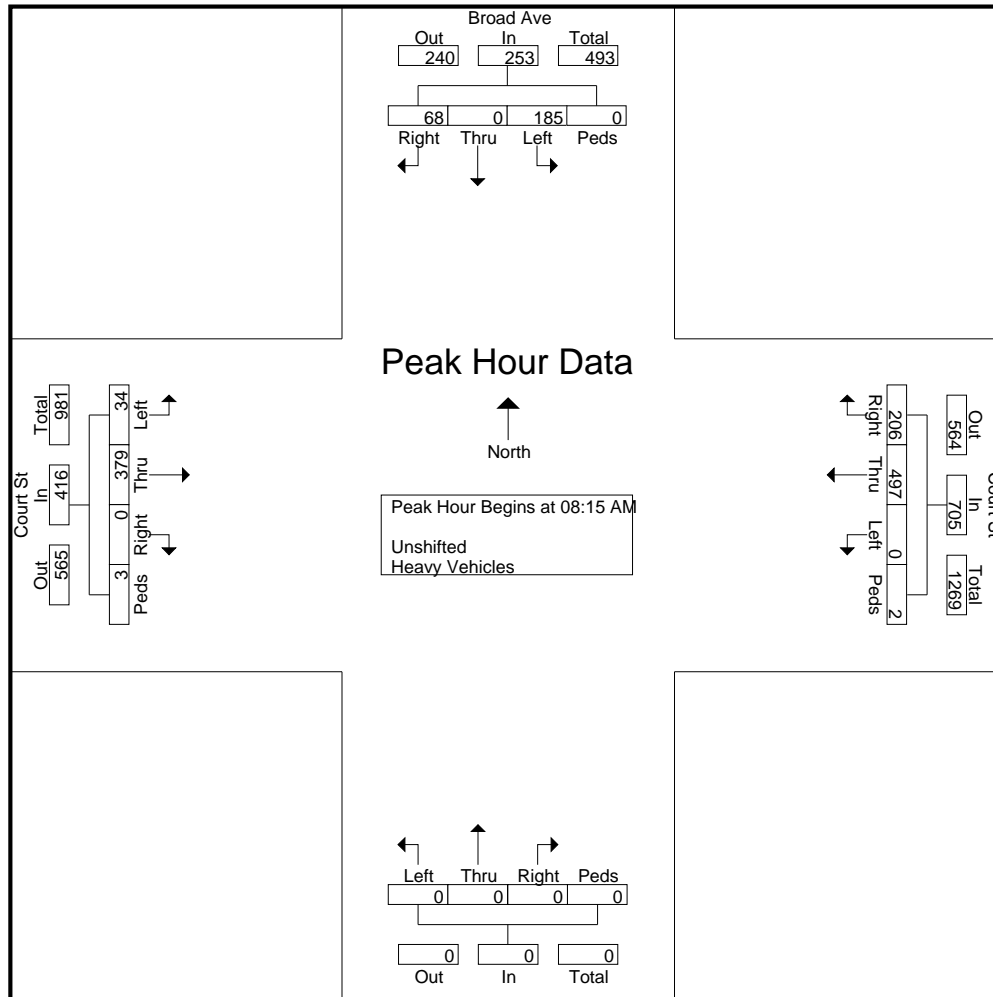 Broad Ave
Out In Total
240 253 493
68 0 185 0
Right Thru Left Peds
Peak Hour Data
North
Peak Hour Begins at 08:15 AM
Unshifted
Heavy Vehicles
Court St
Total In Out
981 416 565
34 379 0 3
Left Thru Right Peds
Court St
Out In Total
564 705 1269
206 497 0 2
Right Thru Left Peds
Left Thru Right Peds
0 0 0 0
0 0 0
Out In Total